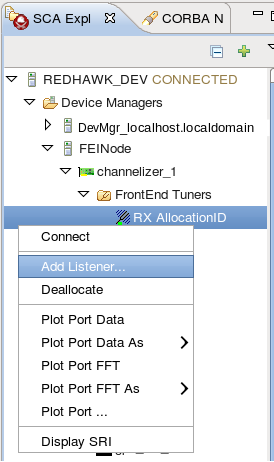 SCA Expl
CORBA N
REDHAWK_DEV CONNECTED
Device Managers
DevMgr_localhost.localdomain
FEINode
channelizer_1
FrontEnd Tuners
RX AllocationID
Connect
Add Listener...
Deallocate
Plot Port Data
Plot Port Data As
Plot Port FFT
Plot Port FFT As
Plot Port ...
Display SRI